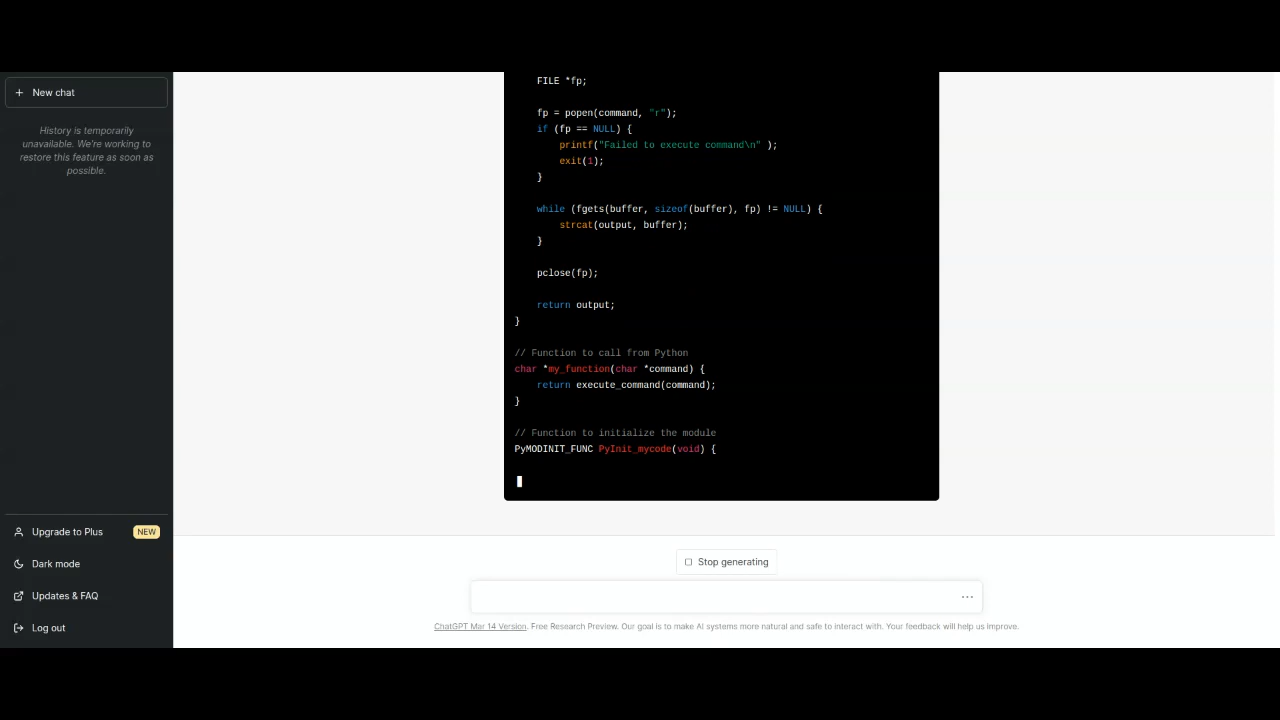 New chat
History is temporarily
unavailable. We're working to
restore this feature as soon as
possible.
FILE *fp;
fp = popen(command, "r");
if (fp == NULL) {
printf("Failed to execute command\n" );
exit(1);
}
while (fgets(buffer, sizeof(buffer), fp) != NULL) {
strcat(output, buffer);
}
pclose(fp);
return output;
}
// Function to call from Python
char *my_function(char *command) {
return execute_command(command);
}
// Function to initialize the module
PyMODINIT_FUNC PyInit_mycode(void) {
Upgrade to Plus NEW
Dark mode
Updates & FAQ
Log out
Stop generating
ChatGPT Mar 14 Version. Free Research Preview. Our goal is to make AI systems more natural and safe to interact with. Your feedback will help us improve.